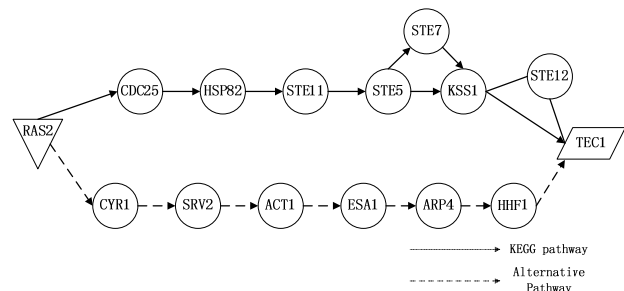 STE7
STE12
CDC25
HSP82
STE11
STE5
KSS1
RAS2
TEC1
CYR1
SRV2
ACT1
ESA1
ARP4
HHF1
KEGG pathway
Alternative
Pathway